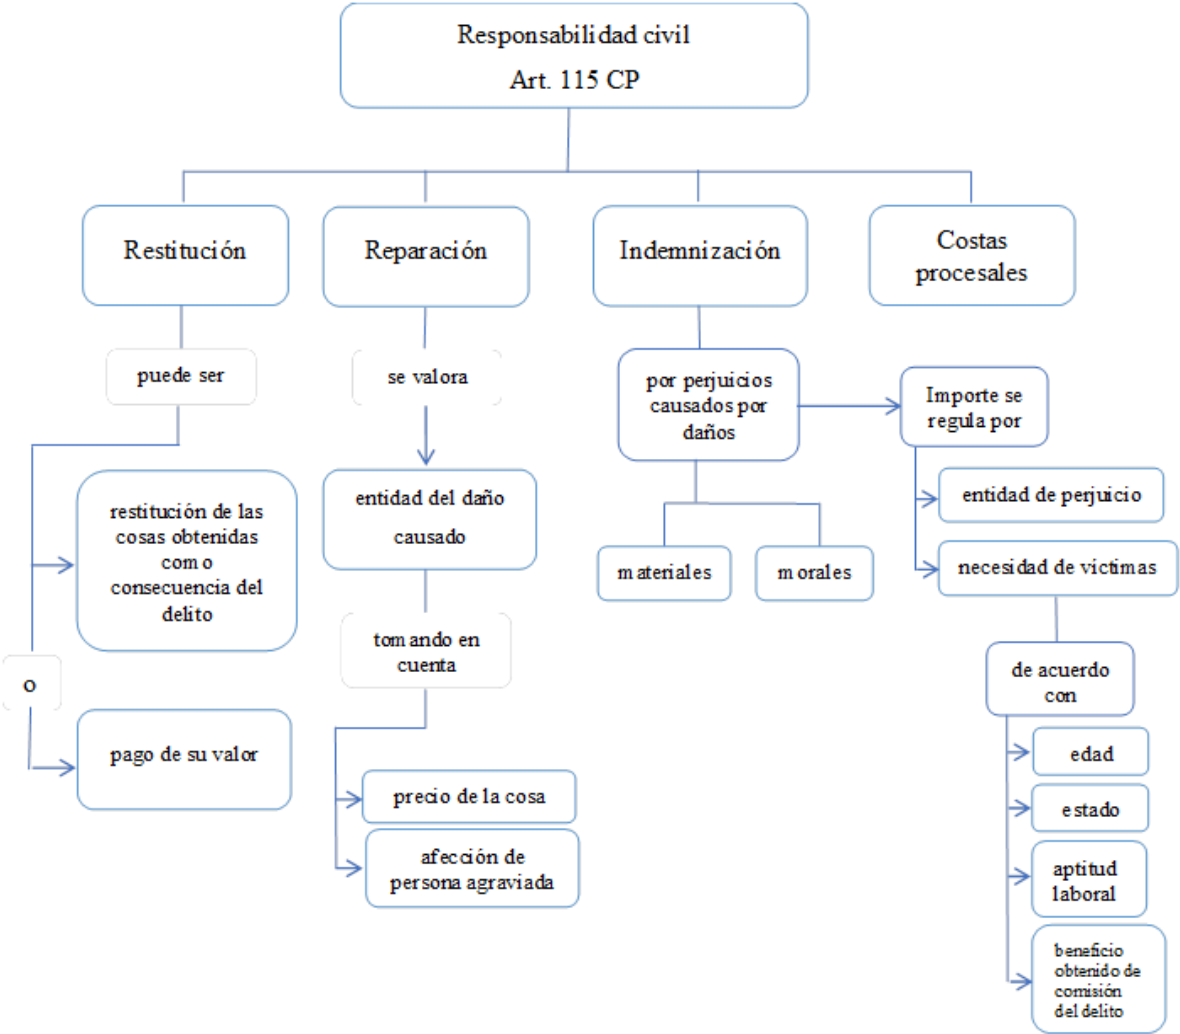 Responsabilidad civil
Art. 115 CP
Restitución
Reparación
Indemnización
Costas
procesales
puede ser
restitución de las
cosas obtenidas
como
consecuencia del
delito
o
pago de su valor
se valora
entidad del daño
causado
tomando en
cuenta
precio de la cosa
afección de
persona agraviada
por perjuicios
causados por
daños
materiales
morales
Importe se
regula por
entidad de perjuicio
necesidad de victimas
de acuerdo
con
edad
estado
aptitud
laboral
beneficio
obtenido de
comisión
del delito